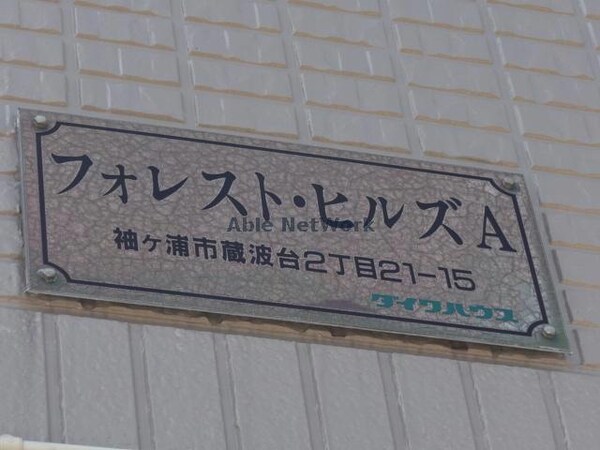 フォレスト・ヒルズA
Able Network
袖ヶ浦市蔵波台2丁目21-15
ダイワハウス